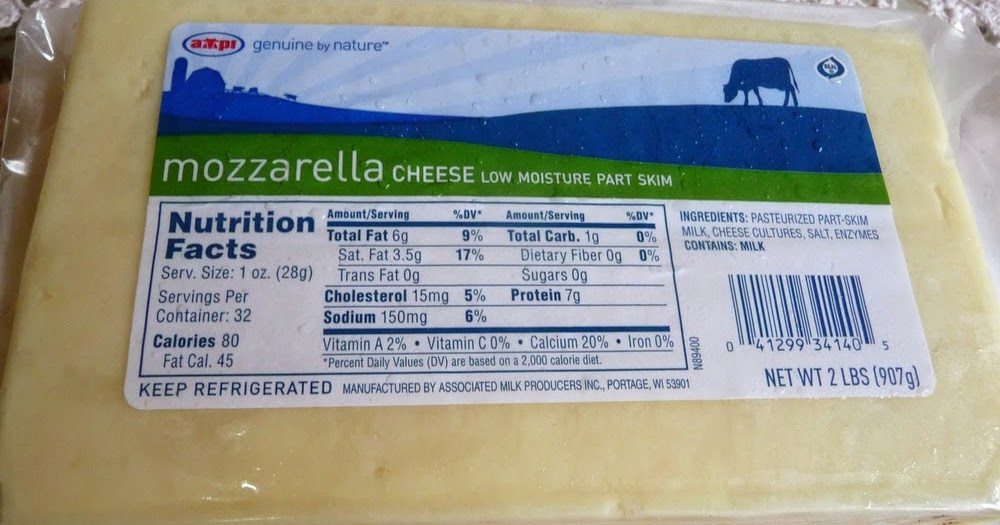 ampi genuine by nature™
REAL
mozzarella CHEESE LOW MOISTURE PART SKIM
Nutrition
Facts
Serv. Size: 1 oz. (28g)
Servings Per
Container: 32
Calories 80
Fat Cal. 45
Amount/Serving %DV* Amount/Serving %DV*
Total Fat 6g 9% Total Carb. 1g 0%
Sat. Fat 3.5g 17% Dietary Fiber 0g 0%
Trans Fat 0g Sugars 0g
Cholesterol 15mg 5% Protein 7g
Sodium 150mg 6%
Vitamin A 2% • Vitamin C 0% • Calcium 20% • Iron 0%
*Percent Daily Values (DV) are based on a 2,000 calorie diet.
N89400
INGREDIENTS: PASTEURIZED PART-SKIM
MILK, CHEESE CULTURES, SALT, ENZYMES
CONTAINS: MILK
0 41299 34140 5
NET WT 2 LBS (907g)
KEEP REFRIGERATED MANUFACTURED BY ASSOCIATED MILK PRODUCERS INC., PORTAGE, WI 53901